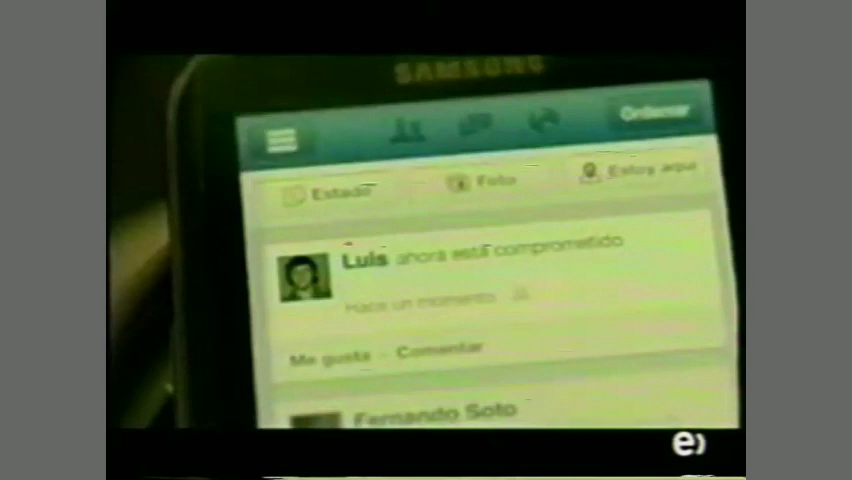 SAMSUNG
Ordenar
Estado Foto Estoy aquí
Luis ahora está comprometido
Hace un momento
Me gusta · Comentar
Fernando Soto
e)